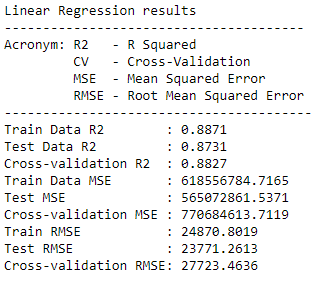 Linear Regression results
---------------------------------------
Acronym: R2   - R Squared
         CV   - Cross-Validation
         MSE  - Mean Squared Error
         RMSE - Root Mean Squared Error
----------------------------------------
Train Data R2        : 0.8871
Test Data R2         : 0.8731
Cross-validation R2  : 0.8827
Train Data MSE       : 618556784.7165
Test MSE             : 565072861.5371
Cross-validation MSE : 770684613.7119
Train RMSE           : 24870.8019
Test RMSE            : 23771.2613
Cross-validation RMSE: 27723.4636